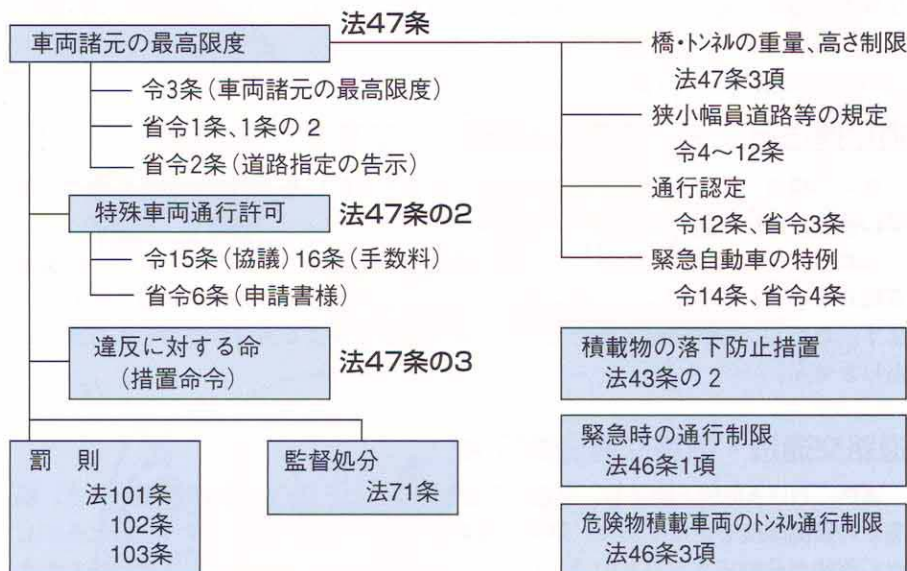 法47条
車両諸元の最高限度
令3条（車両諸元の最高限度）
省令1条、1条の2
省令2条（道路指定の告示）
特殊車両通行許可
法47条の2
令15条（協議）16条（手数料）
省令6条（申請書様）
違反に対する命
（措置命令）
法47条の3
罰　則
法101条
102条
103条
監督処分
法71条
橋・トンネルの重量、高さ制限
法47条3項
狭小幅員道路等の規定
令4〜12条
通行認定
令12条、省令3条
緊急自動車の特例
令14条、省令4条
積載物の落下防止措置
法43条の2
緊急時の通行制限
法46条1項
危険物積載車両のトンネル通行制限
法46条3項